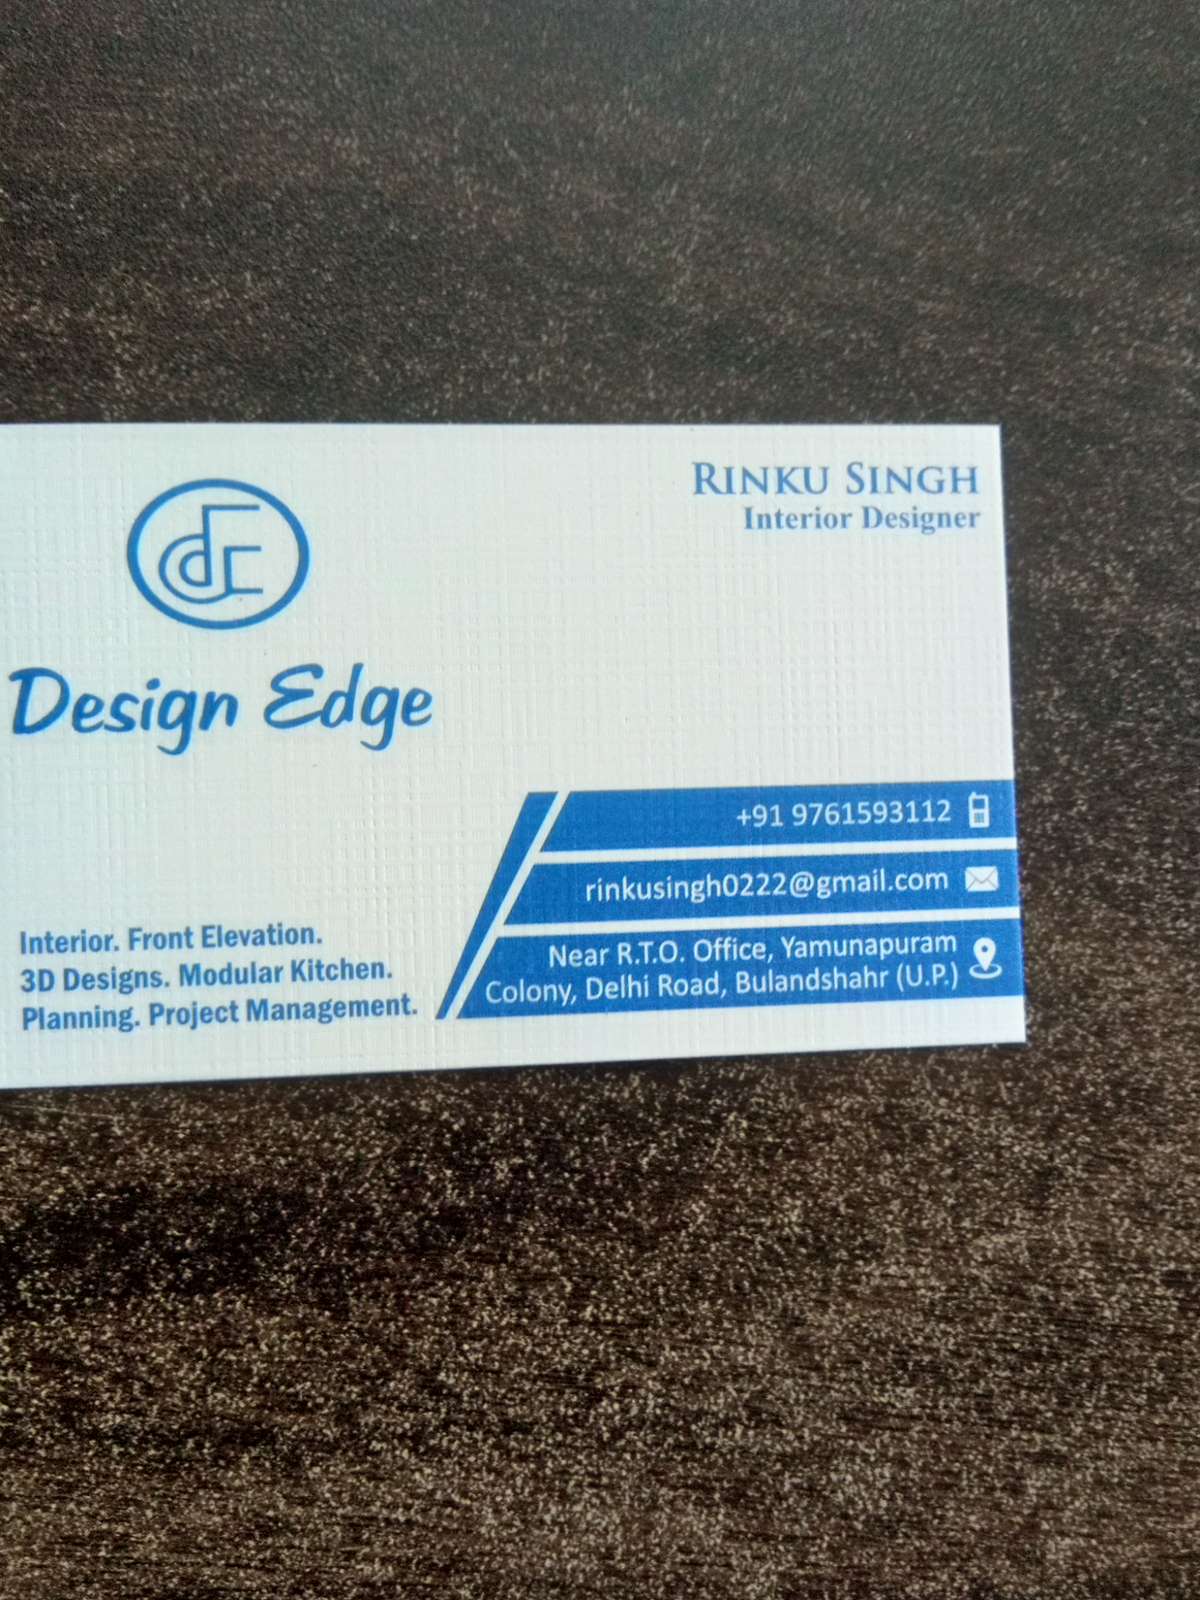 dE
Design Edge
RINKU SINGH
Interior Designer
+91 9761593112
rinkusingh0222@gmail.com
Near R.T.O. Office, Yamunapuram
Colony, Delhi Road, Bulandshahr (U.P.)
Interior. Front Elevation.
3D Designs. Modular Kitchen.
Planning. Project Management.